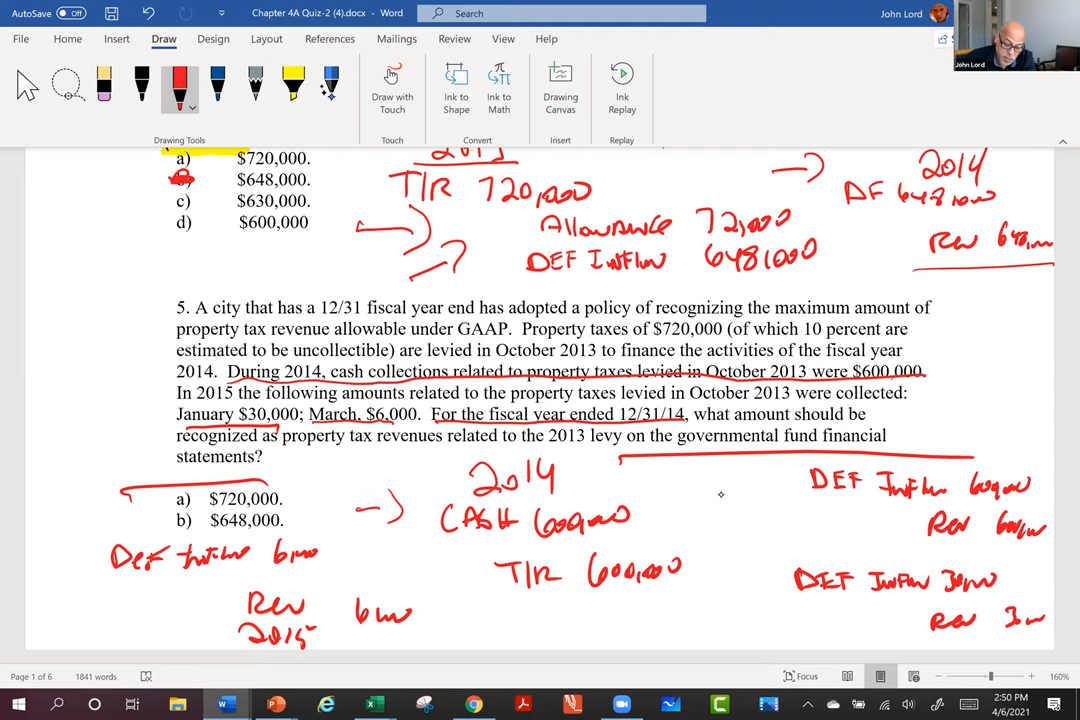 AutoSave Off Chapter 4A Quiz-2 (4).docx - Word Search John Lord
File Home Insert Draw Design Layout References Mailings Review View Help
John Lord
Draw with Touch Ink to Shape Ink to Math Drawing Canvas Ink Replay
Drawing Tools Touch Convert Insert Replay
2013
2014
a) $720,000.
T/R 720,000
$648,000.
DF 648,000
c) $630,000.
Allowance 72,000
d) $600,000
Rev 648,000
DEF InFlow 648,000
5. A city that has a 12/31 fiscal year end has adopted a policy of recognizing the maximum amount of
property tax revenue allowable under GAAP. Property taxes of $720,000 (of which 10 percent are
estimated to be uncollectible) are levied in October 2013 to finance the activities of the fiscal year
2014. During 2014, cash collections related to property taxes levied in October 2013 were $600,000.
In 2015 the following amounts related to the property taxes levied in October 2013 were collected:
January $30,000; March, $6,000. For the fiscal year ended 12/31/14, what amount should be
recognized as property tax revenues related to the 2013 levy on the governmental fund financial
statements?
2014
DEF InFlow 600,000
a) $720,000.
CASH 600,000
Rev 600,000
b) $648,000.
Def Inflow 6,000
T/R 600,000
DEF InFlow 30,000
Rev 6,000
Rev 30,000
2015
Page 1 of 6 1841 words Focus 160%
2:50 PM
4/6/2021